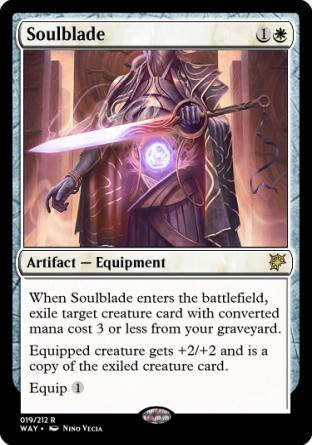 Soulblade 1
Artifact — Equipment
When Soulblade enters the battlefield,
exile target creature card with converted
mana cost 3 or less from your graveyard.
Equipped creature gets +2/+2 and is a
copy of the exiled creature card.
Equip 1
019/212 R
WAY • Nino Vecia